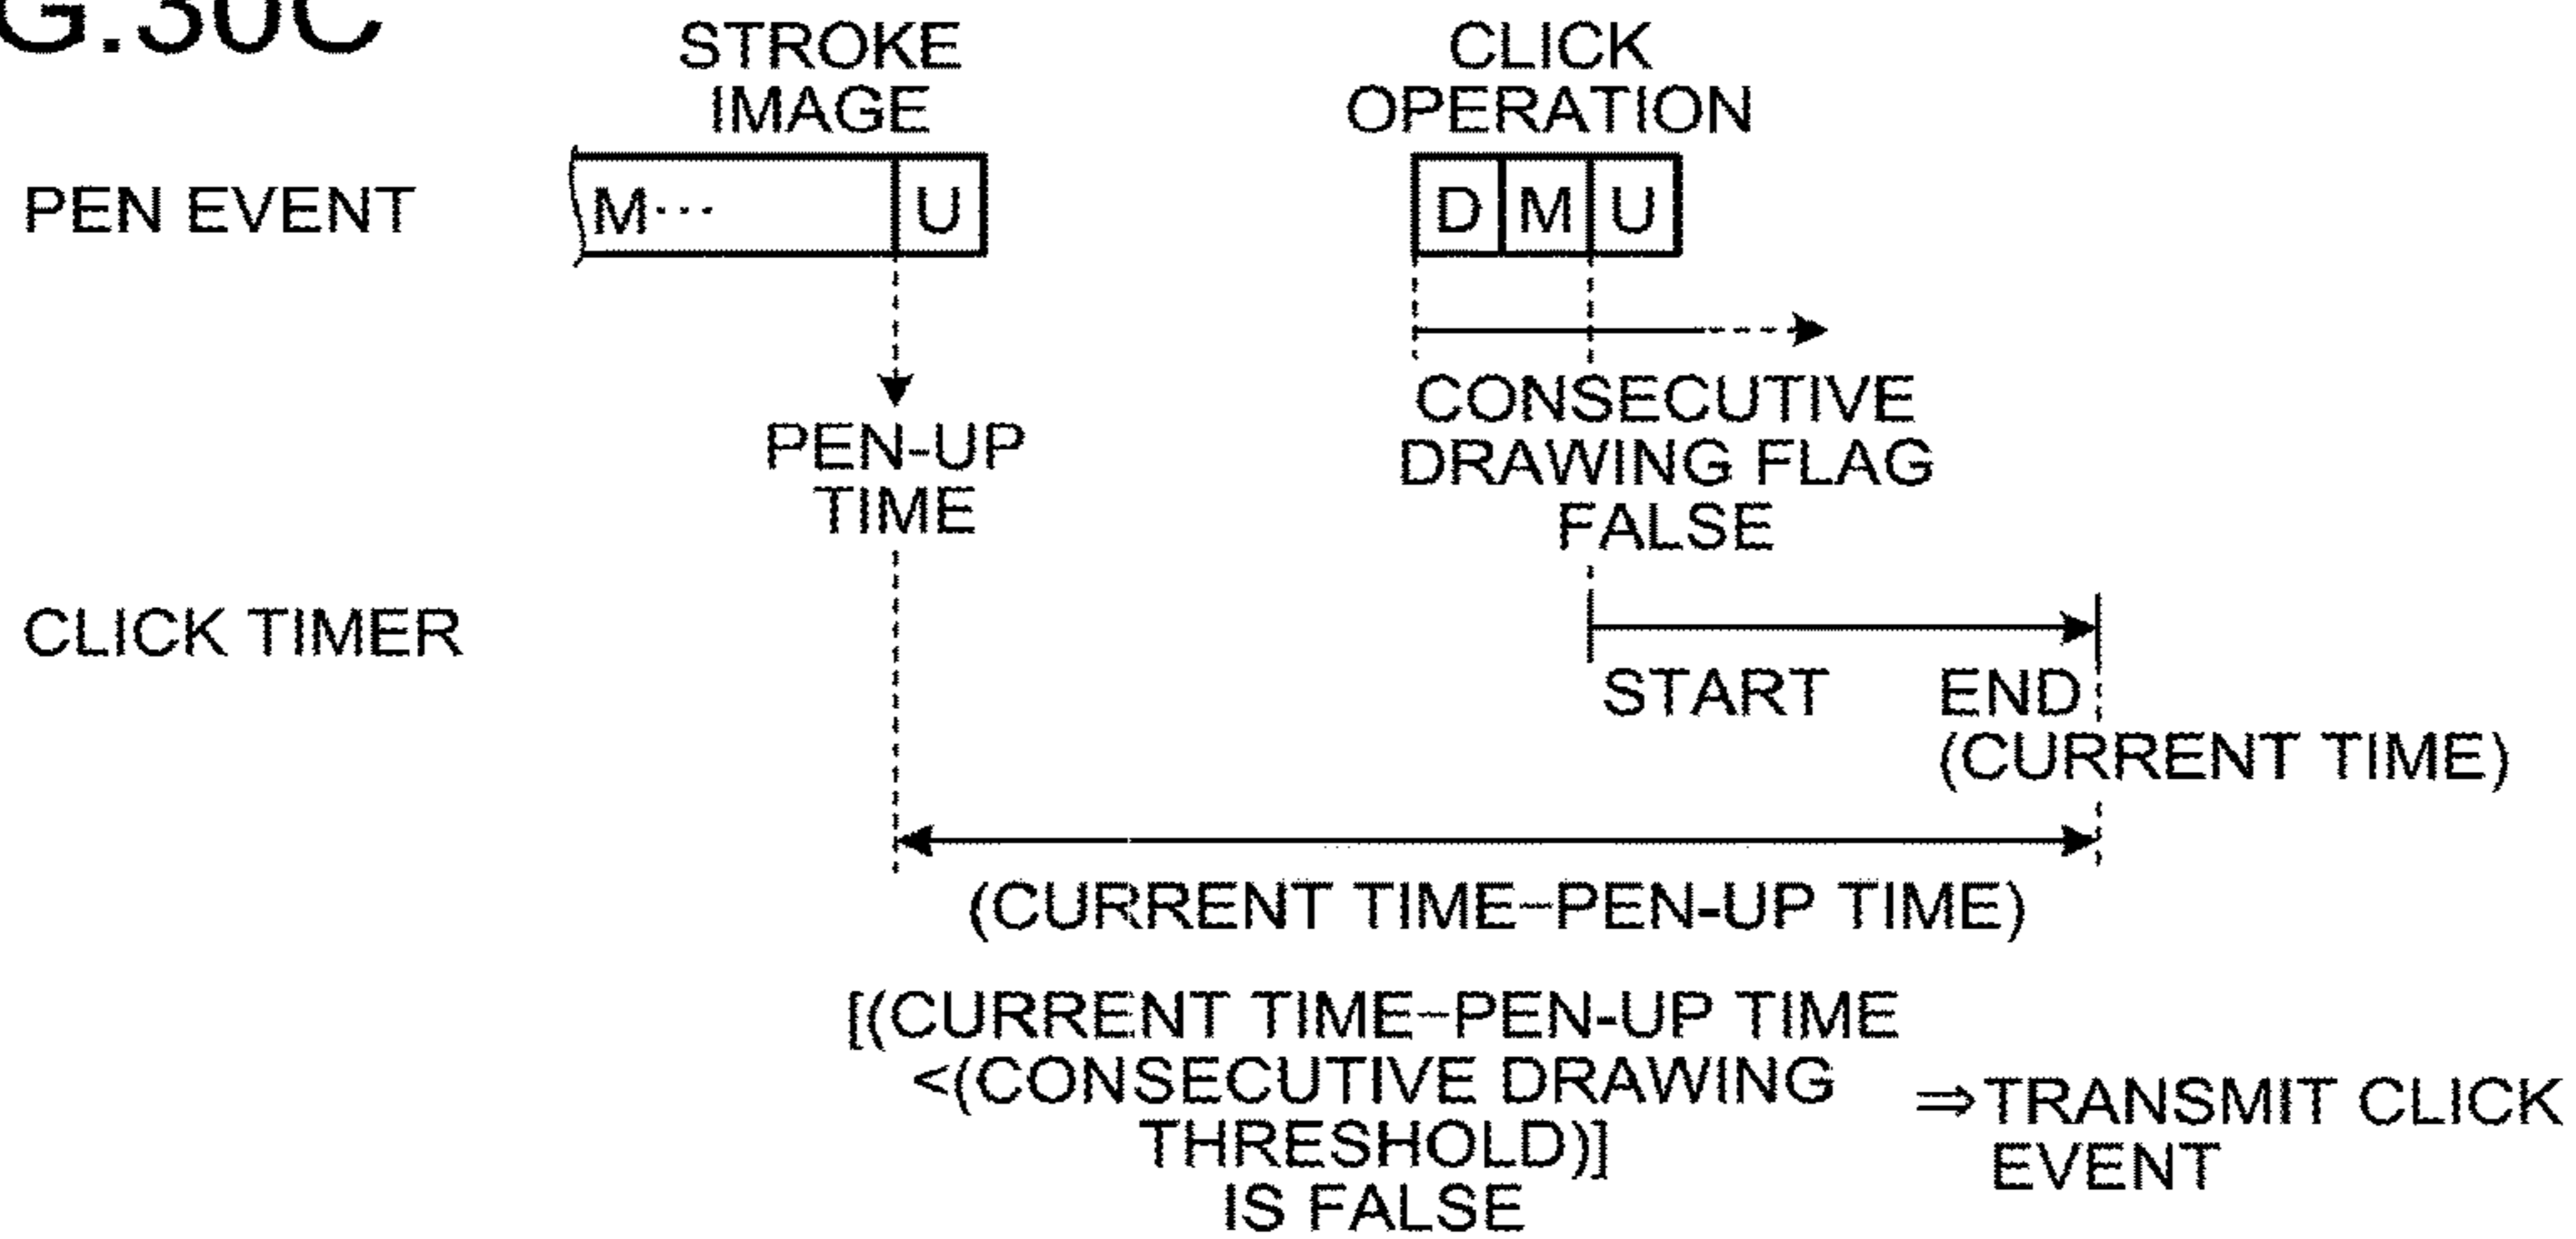 G.30C
STROKE
IMAGE
CLICK
OPERATION
PEN EVENT
M···
U
D
M
U
PEN-UP
TIME
CONSECUTIVE
DRAWING FLAG
FALSE
CLICK TIMER
START
END
(CURRENT TIME)
(CURRENT TIME–PEN-UP TIME)
[(CURRENT TIME–PEN-UP TIME
<(CONSECUTIVE DRAWING
THRESHOLD)]
IS FALSE
⇒TRANSMIT CLICK
EVENT